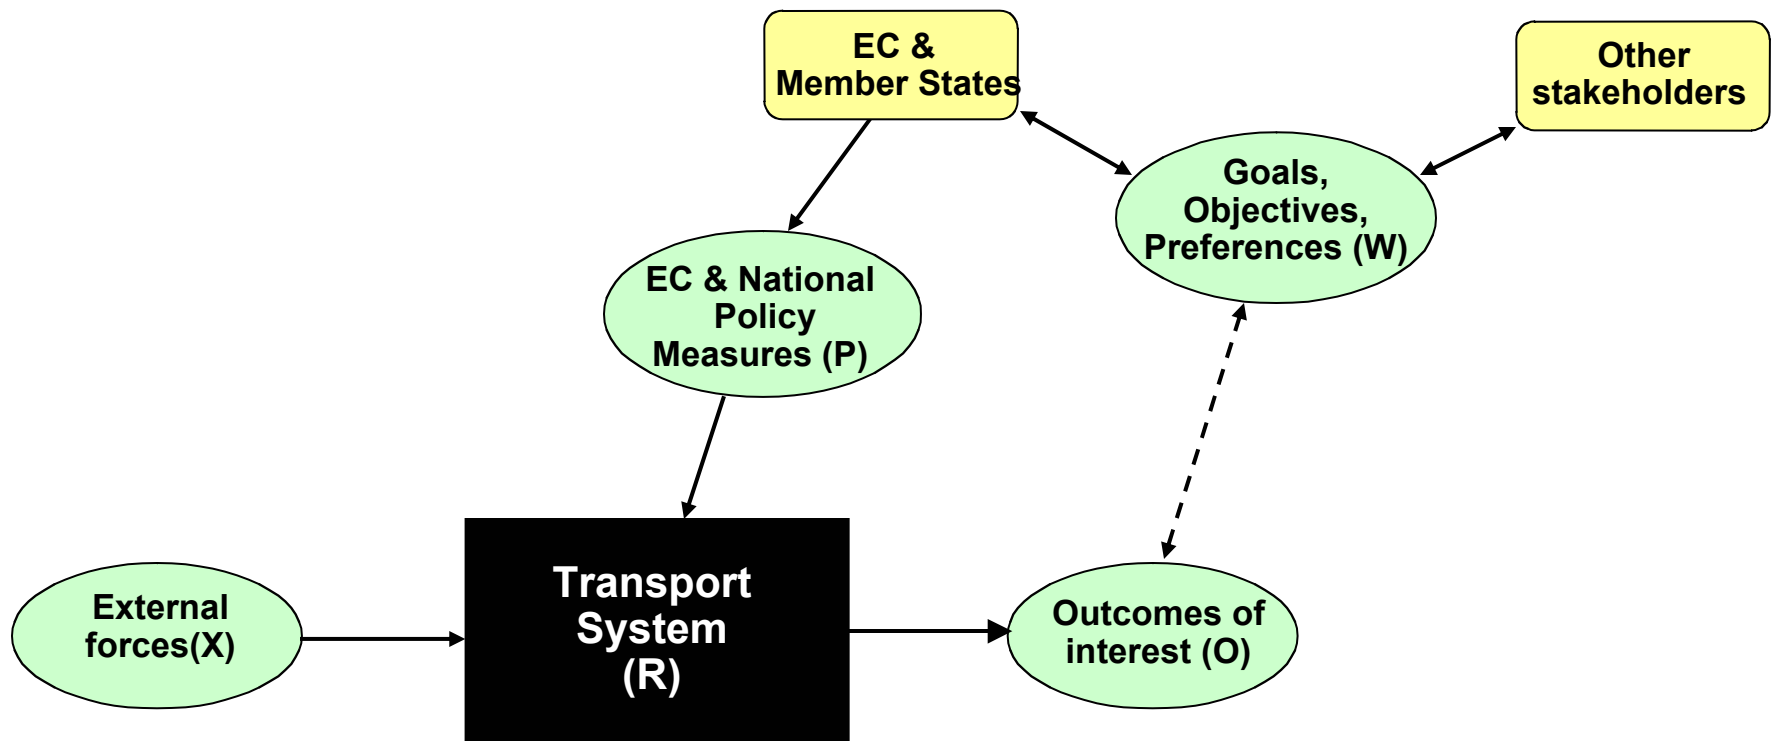 EC &
Member States
Other
stakeholders
Goals,
Objectives,
Preferences (W)
EC & National
Policy
Measures (P)
External
forces(X)
Transport
System
(R)
Outcomes of
interest (O)